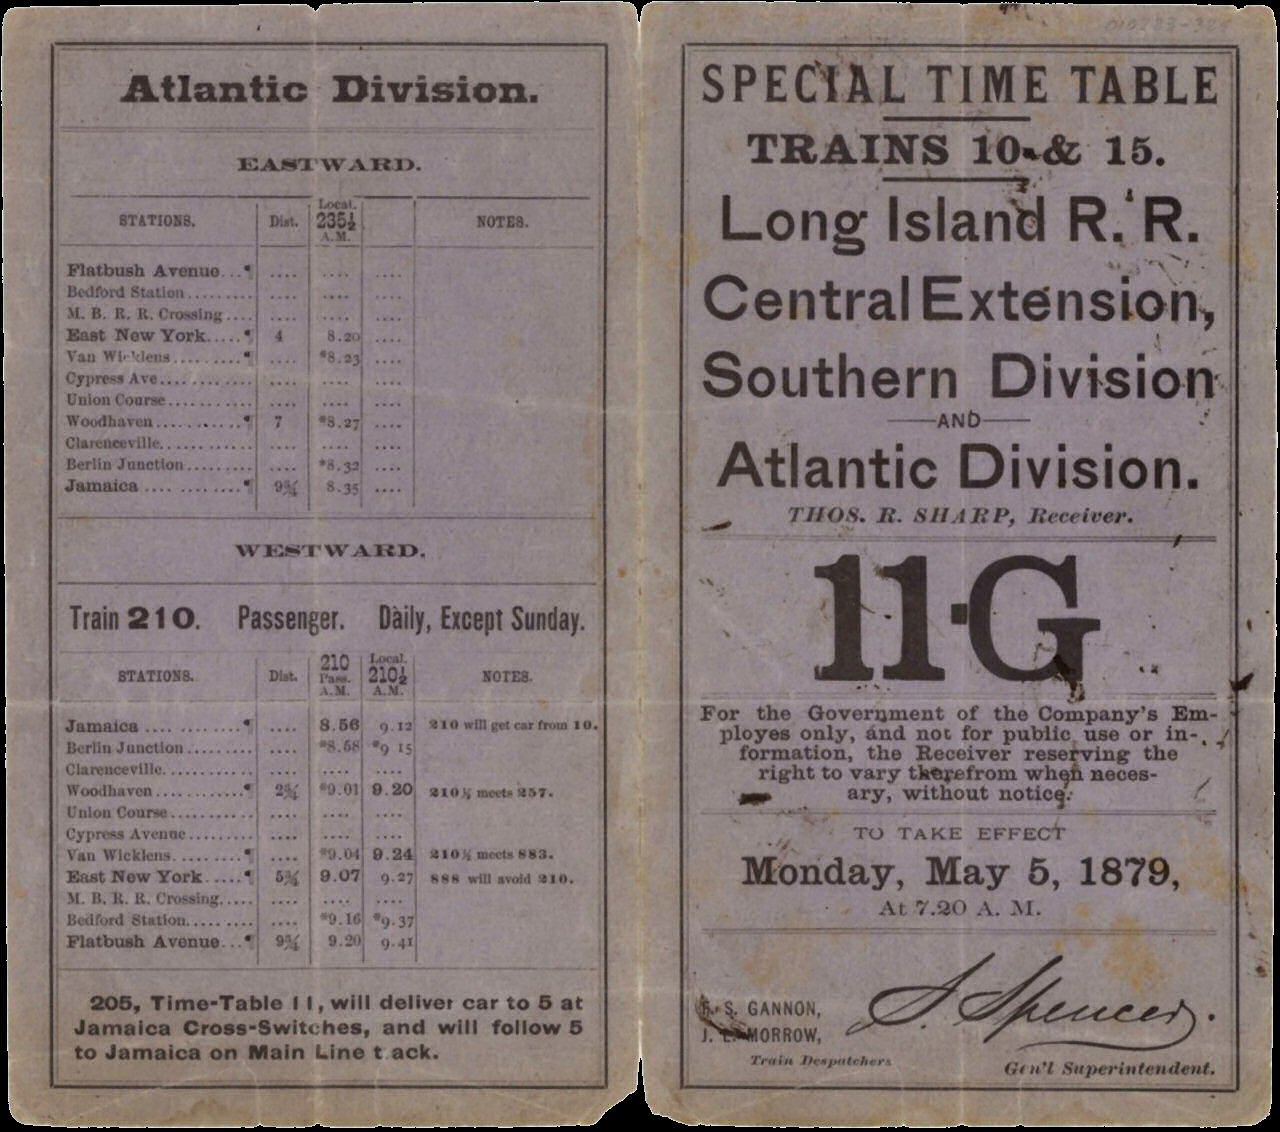 Atlantic Division.
EASTWARD.
STATIONS. Dist. Local. 235½ A.M. NOTES.
Flatbush Avenue...¶ .... .... ....
Bedford Station......... .... .... ....
M. B. R. R. Crossing.... .... .... ....
East New York.....¶ 4 8.20 ....
Van Wicklens.........¶ .... *8.23 ....
Cypress Ave............. .... .... ....
Union Course........... .... .... ....
Woodhaven...........¶ 7 *8.27 ....
Clarenceville............ .... .... ....
Berlin Junction......... .... *8.32 ....
Jamaica .... .........¶ 9¾ 8.35 ....
WESTWARD.
Train 210. Passenger. Daily, Except Sunday.
STATIONS. Dist. 210 Pass. A.M. Local. 210½ A.M. NOTES.
Jamaica .... .........¶ .... 8.56 9.12 210 will get car from 10.
Berlin Junction......... .... *8.58 *9 15
Clarenceville............ .... .... ....
Woodhaven...........¶ 2¾ *9.01 9.20 210½ meets 257.
Union Course........... .... .... ....
Cypress Avenue......... .... .... ....
Van Wicklens.........¶ .... *9.04 9.24 210½ meets 883.
East New York.....¶ 5¾ 9.07 9.27 888 will avoid 210.
M. B. R. R. Crossing..... .... .... ....
Bedford Station......... .... *9.16 *9.37
Flatbush Avenue...¶ 9¾ 9.20 9.41
205, Time-Table 11, will deliver car to 5 at
Jamaica Cross-Switches, and will follow 5
to Jamaica on Main Line t ack.
SPECIAL TIME TABLE
TRAINS 10 & 15.
Long Island R. R.
Central Extension,
Southern Division
AND
Atlantic Division.
THOS. R. SHARP, Receiver.
11-G
For the Government of the Company's Em-
ployes only, and not for public use or in-
formation, the Receiver reserving the
right to vary therefrom when neces-
ary, without notice.
TO TAKE EFFECT
Monday, May 5, 1879,
At 7.20 A. M.
S. GANNON,
J. MORROW,
Train Despatchers
J. Spencer.
Gen'l Superintendent.